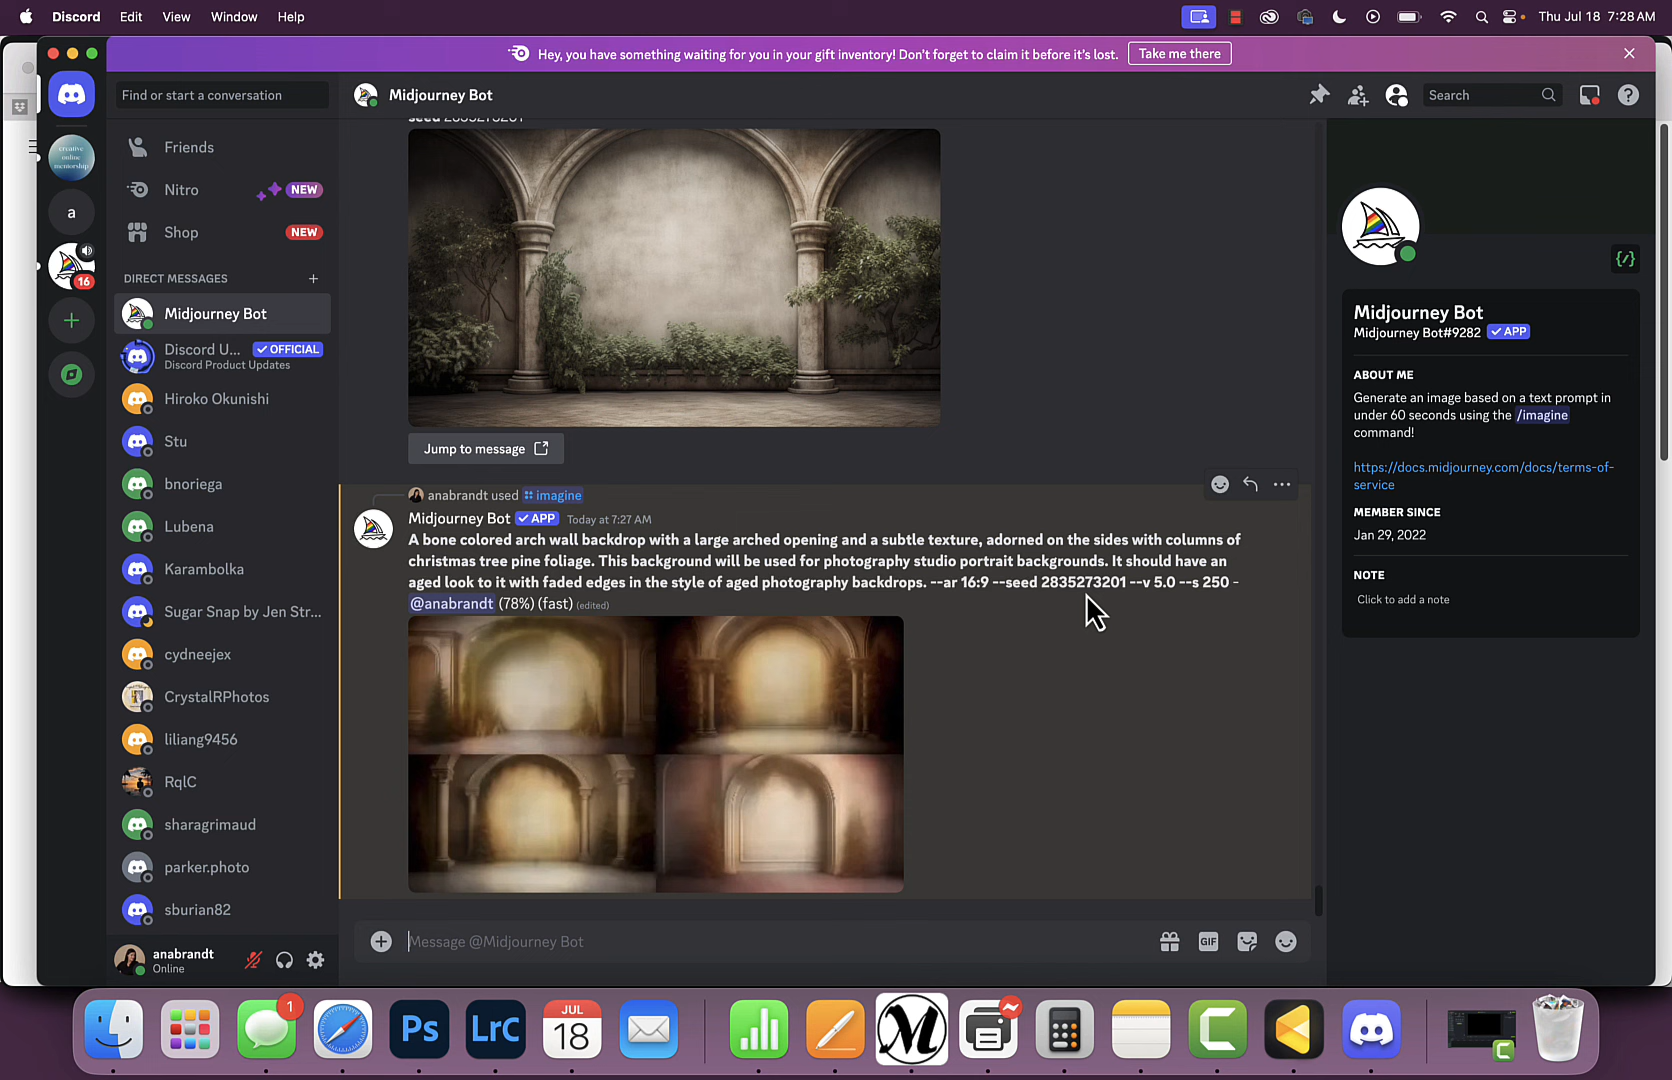 Discord Edit View Window Help
Thu Jul 18 7:28 AM
Hey, you have something waiting for you in your gift inventory! Don't forget to claim it before it's lost. Take me there
Find or start a conversation
Midjourney Bot
Search
creative
online
mentorship
a
16
Friends
Nitro NEW
Shop NEW
DIRECT MESSAGES
Midjourney Bot
Discord U... OFFICIAL
Discord Product Updates
Hiroko Okunishi
Stu
bnoriega
Lubena
Karambolka
Sugar Snap by Jen Str...
cydneejex
CrystalRPhotos
liliang9456
RqlC
sharagrimaud
parker.photo
sburian82
anabrandt
Online
seed 2835273201
Jump to message
anabrandt used imagine
Midjourney Bot APP Today at 7:27 AM
A bone colored arch wall backdrop with a large arched opening and a subtle texture, adorned on the sides with columns of
christmas tree pine foliage. This background will be used for photography studio portrait backgrounds. It should have an
aged look to it with faded edges in the style of aged photography backdrops. --ar 16:9 --seed 2835273201 --v 5.0 --s 250 -
@anabrandt (78%) (fast) (edited)
Message @Midjourney Bot
GIF
Midjourney Bot
Midjourney Bot#9282 APP
ABOUT ME
Generate an image based on a text prompt in
under 60 seconds using the /imagine
command!
https://docs.midjourney.com/docs/terms-of-
service
MEMBER SINCE
Jan 29, 2022
NOTE
Click to add a note
1
Ps
LrC
JUL
18
M
C
C